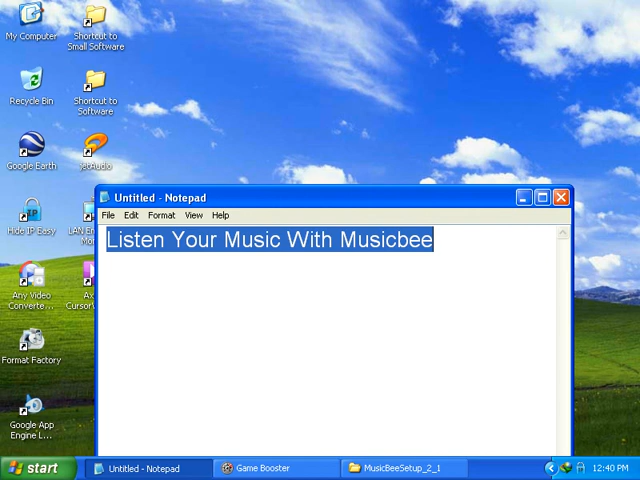 My Computer
Shortcut to
Small Software
Recycle Bin
Shortcut to
Software
Google Earth
jetAudio
Untitled - Notepad
File Edit Format View Help
Hide IP Easy
LAN
Listen Your Music With Musicbee
Any Video
Converte...
Format Factory
Google App
Engine L...
start
Untitled - Notepad
Game Booster
MusicBeeSetup_2_1
12:40 PM